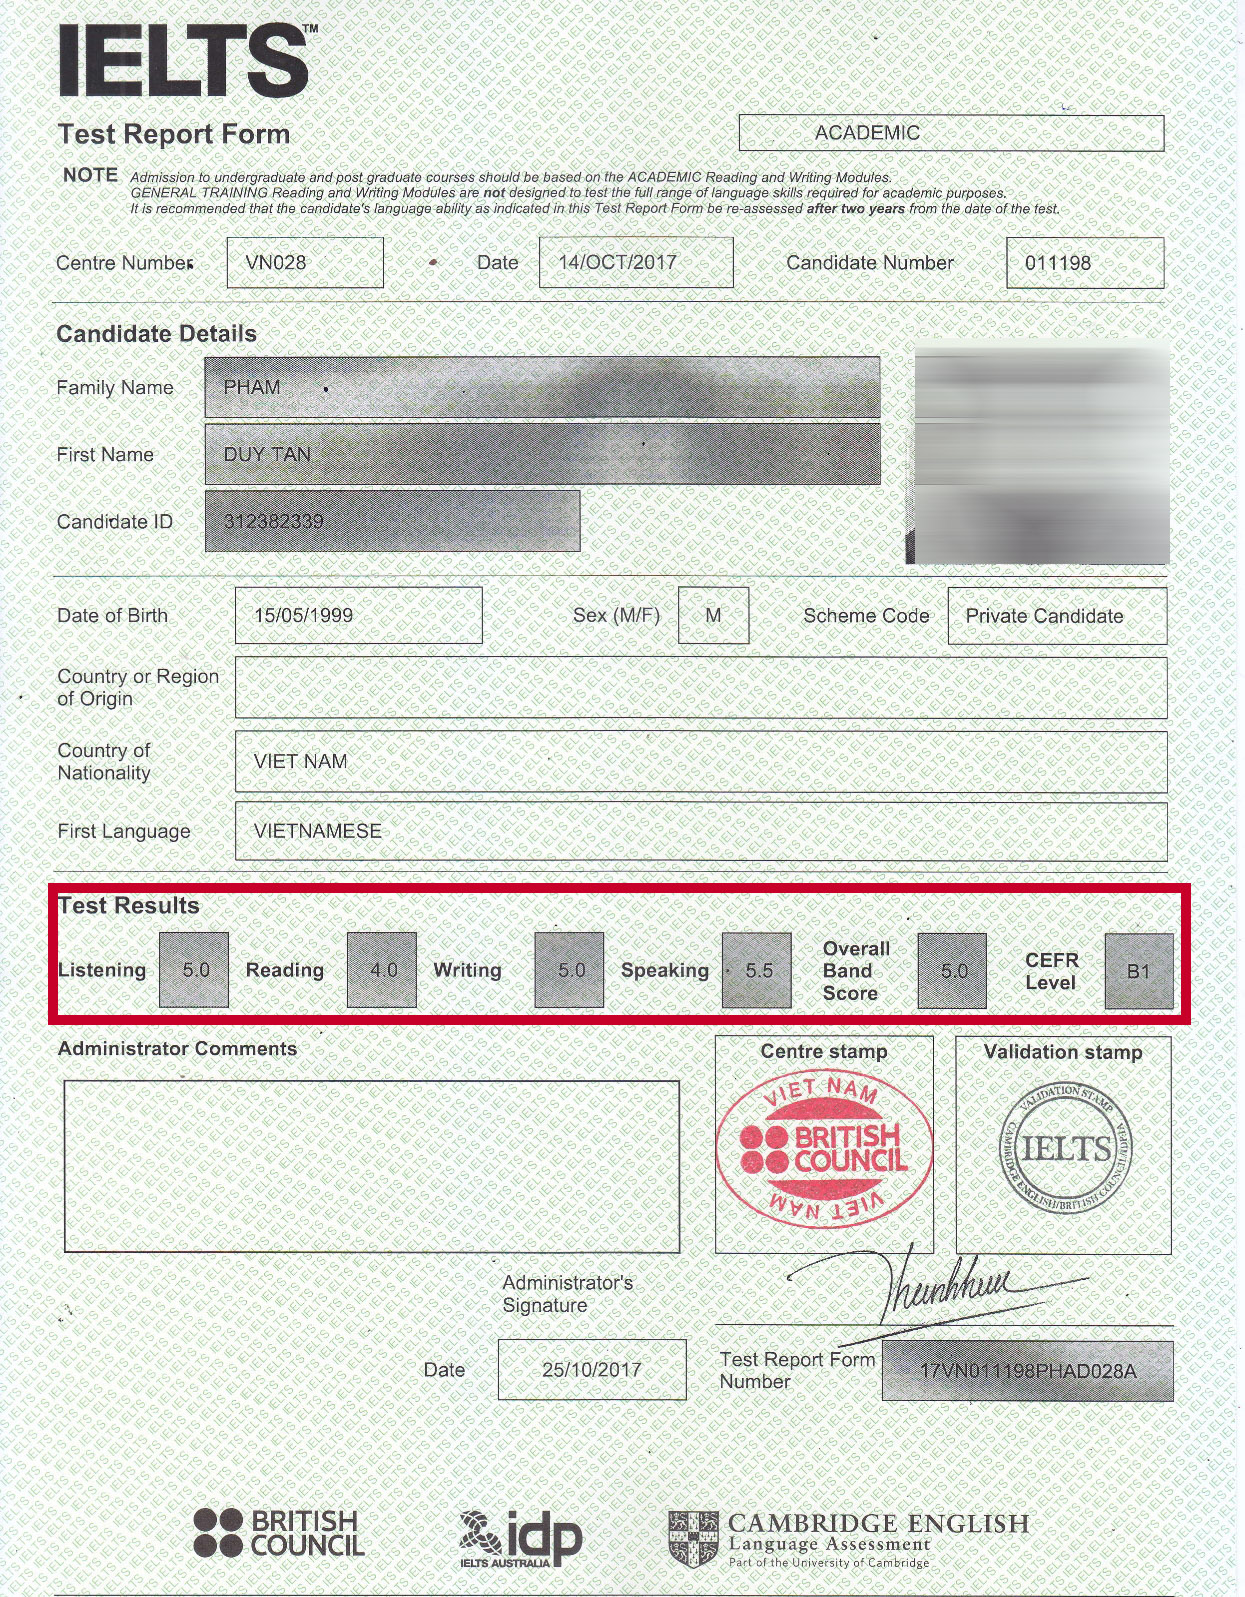 IELTS™
Test Report Form
ACADEMIC
NOTE Admission to undergraduate and post graduate courses should be based on the ACADEMIC Reading and Writing Modules.
GENERAL TRAINING Reading and Writing Modules are not designed to test the full range of language skills required for academic purposes.
It is recommended that the candidate's language ability as indicated in this Test Report Form be re-assessed after two years from the date of the test.
Centre Number VN028 Date 14/OCT/2017 Candidate Number 011198
Candidate Details
Family Name PHAM
First Name DUY TAN
Candidate ID 312382339
Date of Birth 15/05/1999 Sex (M/F) M Scheme Code Private Candidate
Country or Region
of Origin
Country of
Nationality
VIET NAM
First Language VIETNAMESE
Test Results
Listening 5.0 Reading 4.0 Writing 5.0 Speaking 5.5 Overall Band Score 5.0 CEFR Level B1
Administrator Comments
Centre stamp
Validation stamp
VIET NAM
BRITISH
COUNCIL
VIET NAM
VALIDATION STAMP
IELTS
CAMBRIDGE ENGLISH/BRITISH COUNCIL/IDP:IEA
Administrator's
Signature
Date 25/10/2017
Test Report Form
Number
17VN011198PHAD028A
BRITISH
COUNCIL
idp
IELTS AUSTRALIA
CAMBRIDGE ENGLISH
Language Assessment
Part of the University of Cambridge